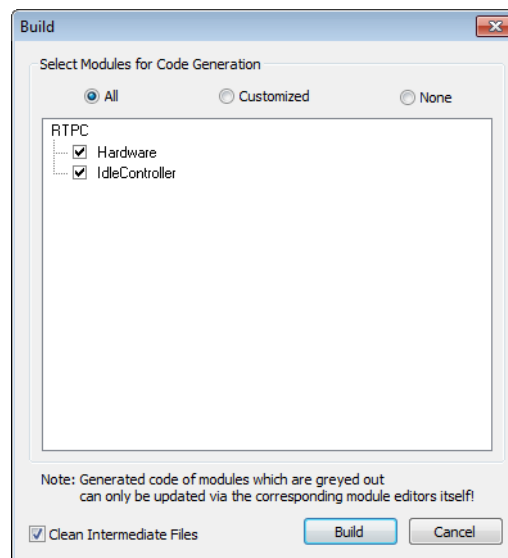 Build
Select Modules for Code Generation
All Customized None
RTPC
Hardware
IdleController
Note: Generated code of modules which are greyed out
can only be updated via the corresponding module editors itself!
Clean Intermediate Files Build Cancel